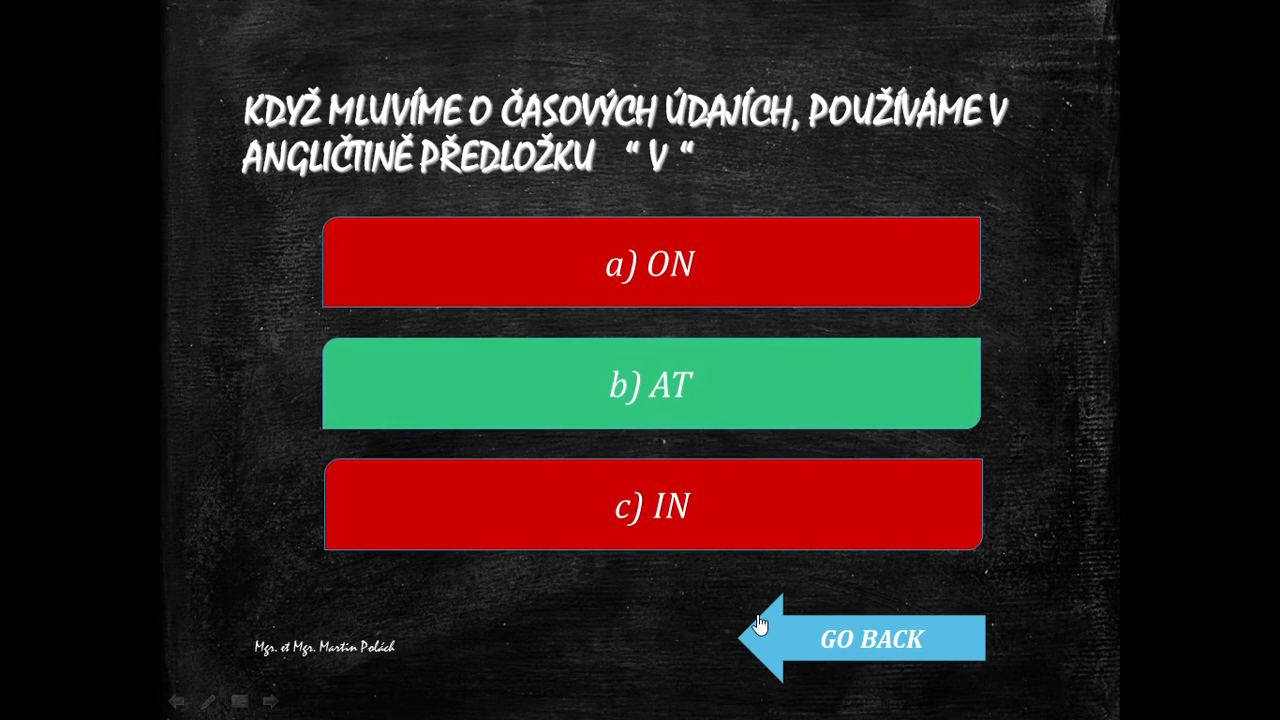 KDYŽ MLUVÍME O ČASOVÝCH ÚDAJÍCH, POUŽÍVÁME V
ANGLIČTINĚ PŘEDLOŽKU “ V “
a) ON
b) AT
c) IN
GO BACK
Mgr. et Mgr. Martin Polách